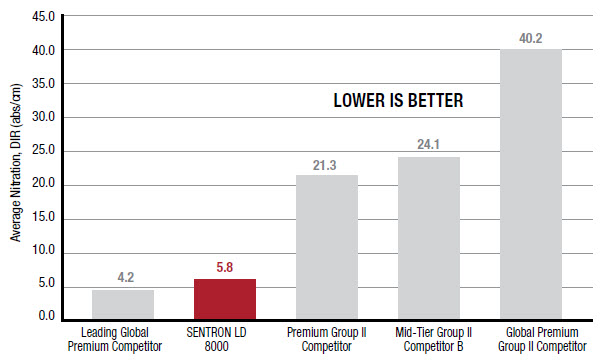 45.0
40.0
35.0
30.0
25.0
20.0
15.0
10.0
5.0
0.0
Average Nitration, DIR (abs/cm)
LOWER IS BETTER
4.2
5.8
21.3
24.1
40.2
Leading Global
Premium Competitor
SENTRON LD
8000
Premium Group II
Competitor
Mid-Tier Group II
Competitor B
Global Premium
Group II Competitor